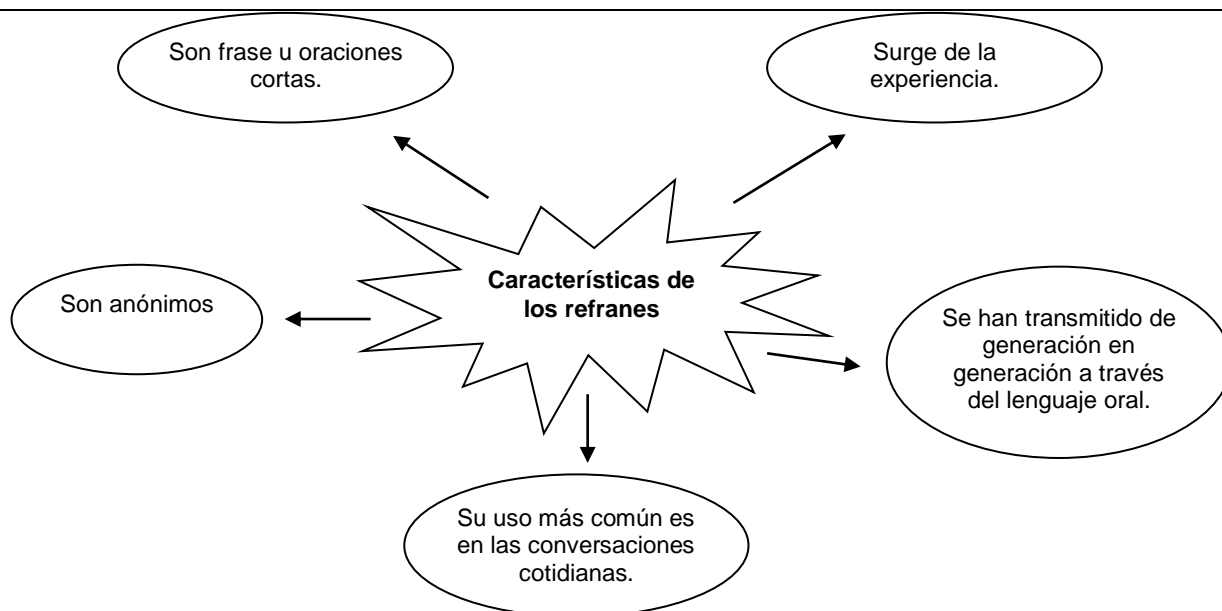 Son frase u oraciones
cortas.
Surge de la
experiencia.
Características de
los refranes
Son anónimos
Se han transmitido de
generación en
generación a través
del lenguaje oral.
Su uso más común es
en las conversaciones
cotidianas.